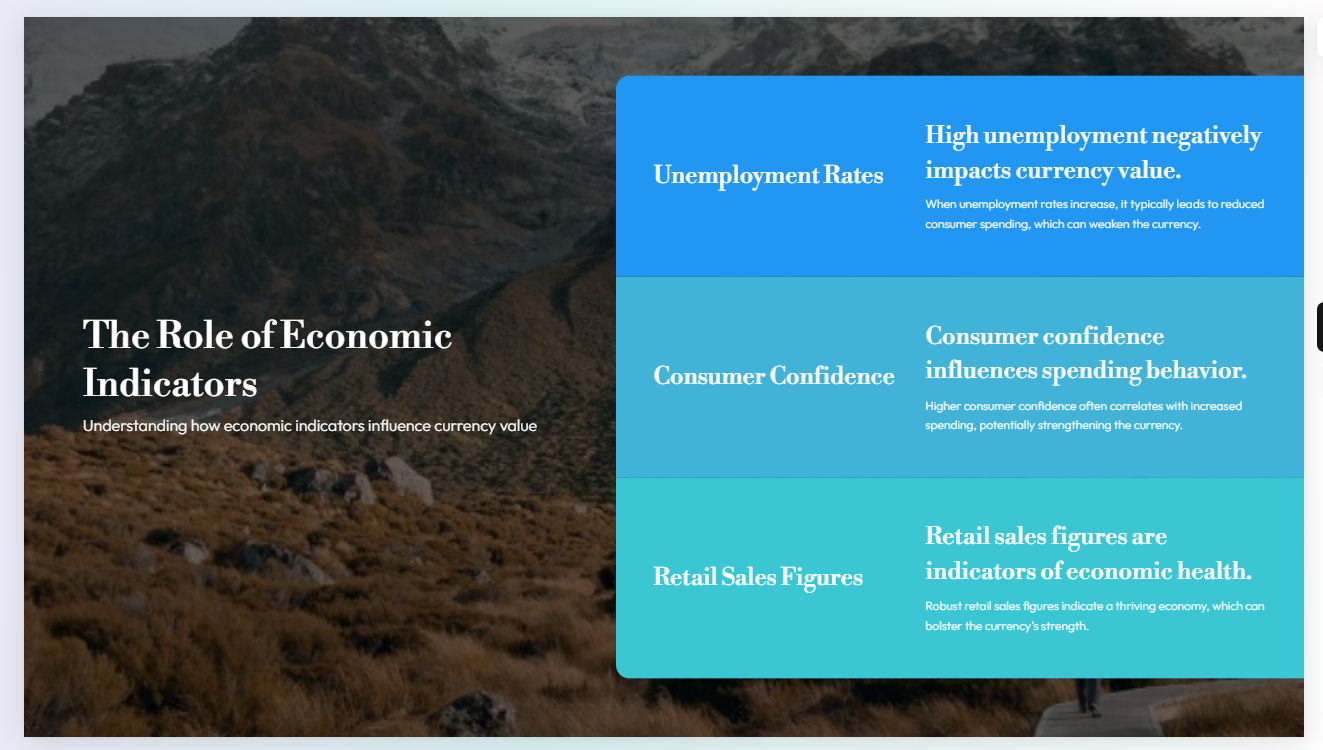 The Role of Economic
Indicators
Understanding how economic indicators influence currency value
Unemployment Rates
High unemployment negatively
impacts currency value.
When unemployment rates increase, it typically leads to reduced
consumer spending, which can weaken the currency.
Consumer Confidence
Consumer confidence
influences spending behavior.
Higher consumer confidence often correlates with increased
spending, potentially strengthening the currency.
Retail Sales Figures
Retail sales figures are
indicators of economic health.
Robust retail sales figures indicate a thriving economy, which can
bolster the currency's strength.